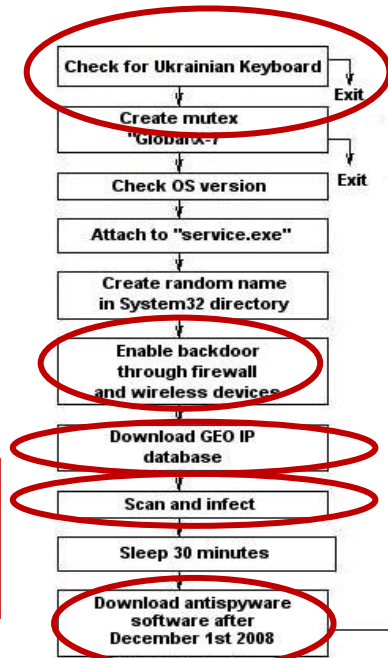 Check for Ukrainian Keyboard
Exit
Create mutex
"Global\X-7
Exit
Check OS version
Attach to "service.exe"
Create random name
in System32 directory
Enable backdoor
through firewall
and wireless devices
Download GEO IP
database
Scan and infect
Sleep 30 minutes
Download antispyware
software after
December 1st 2008